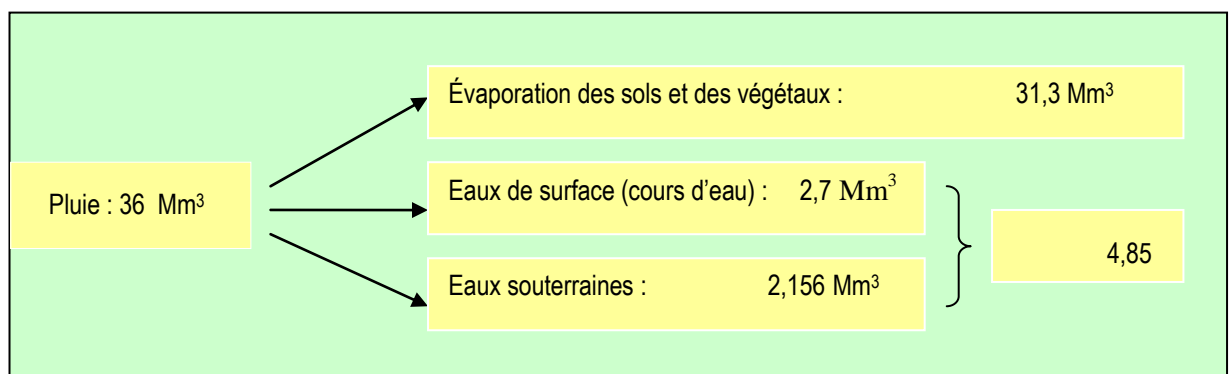 Évaporation des sols et des végétaux : 31,3 Mm³
Pluie : 36 Mm³
Eaux de surface (cours d’eau) : 2,7 Mm³
Eaux souterraines : 2,156 Mm³
4,85